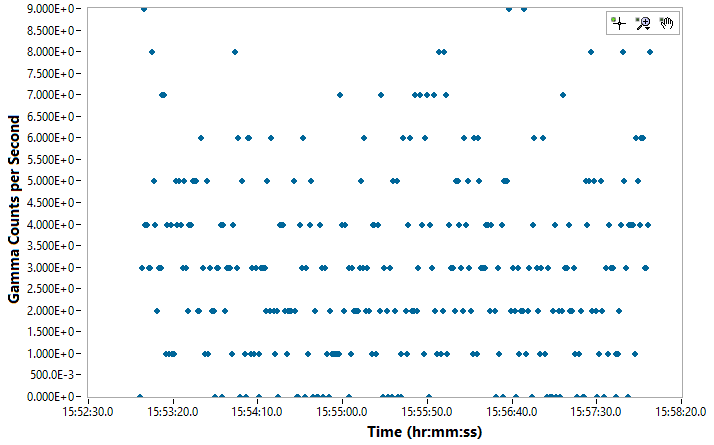 9.000E+0
8.500E+0
8.000E+0
7.500E+0
7.000E+0
6.500E+0
6.000E+0
5.500E+0
5.000E+0
4.500E+0
4.000E+0
3.500E+0
3.000E+0
2.500E+0
2.000E+0
1.500E+0
1.000E+0
500.0E-3
0.000E+0
Gamma Counts per Second
15:52:30.0 15:53:20.0 15:54:10.0 15:55:00.0 15:55:50.0 15:56:40.0 15:57:30.0 15:58:20.0
Time (hr:mm:ss)